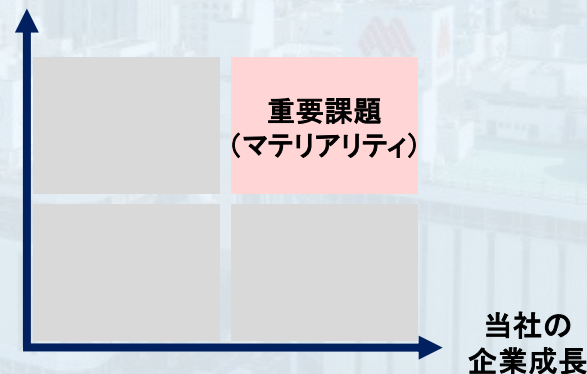 重要課題
（マテリアリティ）
当社の
企業成長